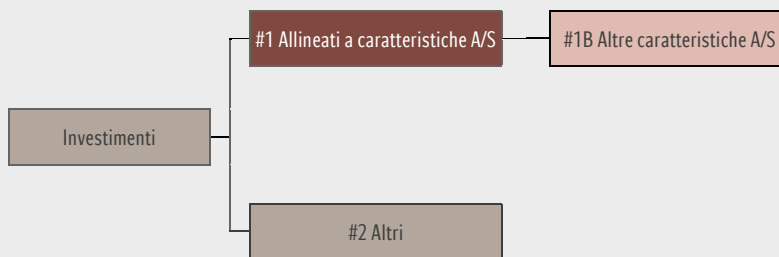 #1 Allineati a caratteristiche A/S
#1B Altre caratteristiche A/S
Investimenti
#2 Altri